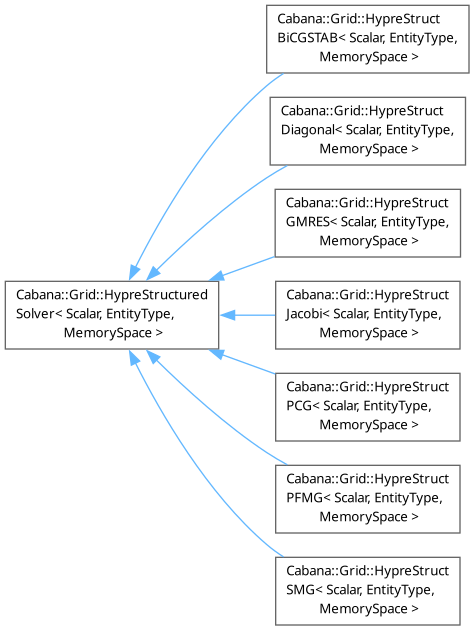 Cabana::Grid::HypreStruct
BiCGSTAB< Scalar, EntityType,
MemorySpace >
Cabana::Grid::HypreStruct
Diagonal< Scalar, EntityType,
MemorySpace >
Cabana::Grid::HypreStruct
GMRES< Scalar, EntityType,
MemorySpace >
Cabana::Grid::HypreStructured
Solver< Scalar, EntityType,
MemorySpace >
Cabana::Grid::HypreStruct
Jacobi< Scalar, EntityType,
MemorySpace >
Cabana::Grid::HypreStruct
PCG< Scalar, EntityType,
MemorySpace >
Cabana::Grid::HypreStruct
PFMG< Scalar, EntityType,
MemorySpace >
Cabana::Grid::HypreStruct
SMG< Scalar, EntityType,
MemorySpace >